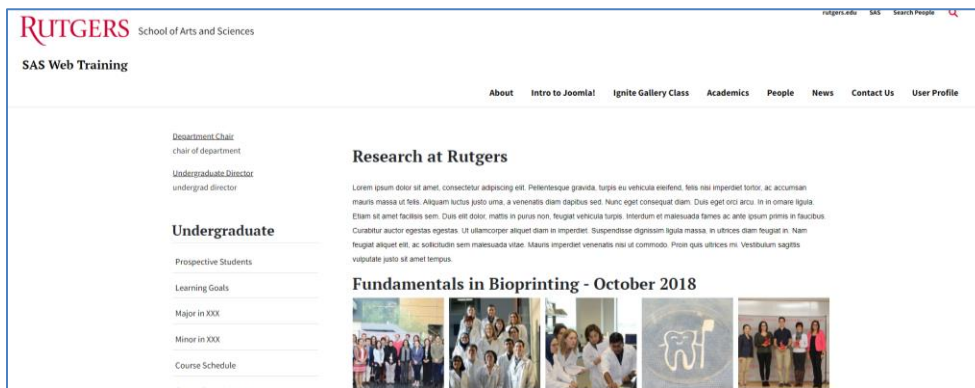 rutgers.edu SAS Search People
RUTGERS School of Arts and Sciences
SAS Web Training
About Intro to Joomla! Ignite Gallery Class Academics People News Contact Us User Profile
Department Chair
chair of department
Undergraduate Director
undergrad director
Undergraduate
Prospective Students
Learning Goals
Major in XXX
Minor in XXX
Course Schedule
Research at Rutgers
Lorem ipsum dolor sit amet, consectetur adipiscing elit. Pellentesque gravida, turpis eu vehicula eleifend, felis nisi imperdiet tortor, ac accumsan
mauris massa ut felis. Aliquam luctus justo urna, a venenatis diam dapibus sed. Nunc eget consequat diam. Duis eget orci arcu. In in ornare ligula.
Etiam sit amet facilisis sem. Duis elit dolor, mattis in purus non, feugiat vehicula turpis. Interdum et malesuada fames ac ante ipsum primis in faucibus.
Curabitur auctor egestas egestas. Ut ullamcorper aliquet diam in imperdiet. Suspendisse dignissim ligula massa, in ultrices diam feugiat in. Nam
feugiat aliquet elit, ac sollicitudin sem malesuada vitae. Mauris imperdiet venenatis nisi ut commodo. Proin quis ultrices mi. Vestibulum sagittis
vulputate justo sit amet tempus.
Fundamentals in Bioprinting - October 2018